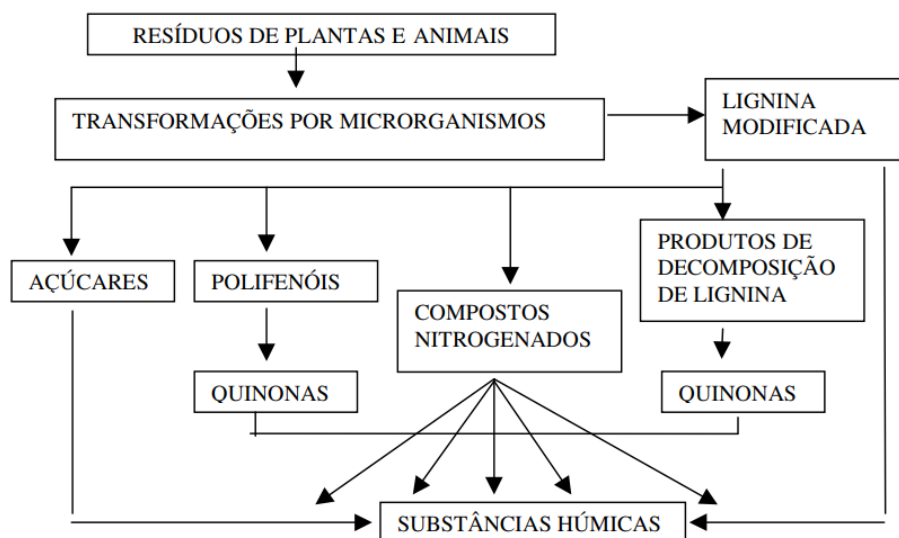 RESÍDUOS DE PLANTAS E ANIMAIS
TRANSFORMAÇÕES POR MICRORGANISMOS
LIGNINA
MODIFICADA
AÇÚCARES
POLIFENÓIS
COMPOSTOS
NITROGENADOS
PRODUTOS DE
DECOMPOSIÇÃO
DE LIGNINA
QUINONAS
QUINONAS
SUBSTÂNCIAS HÚMICAS